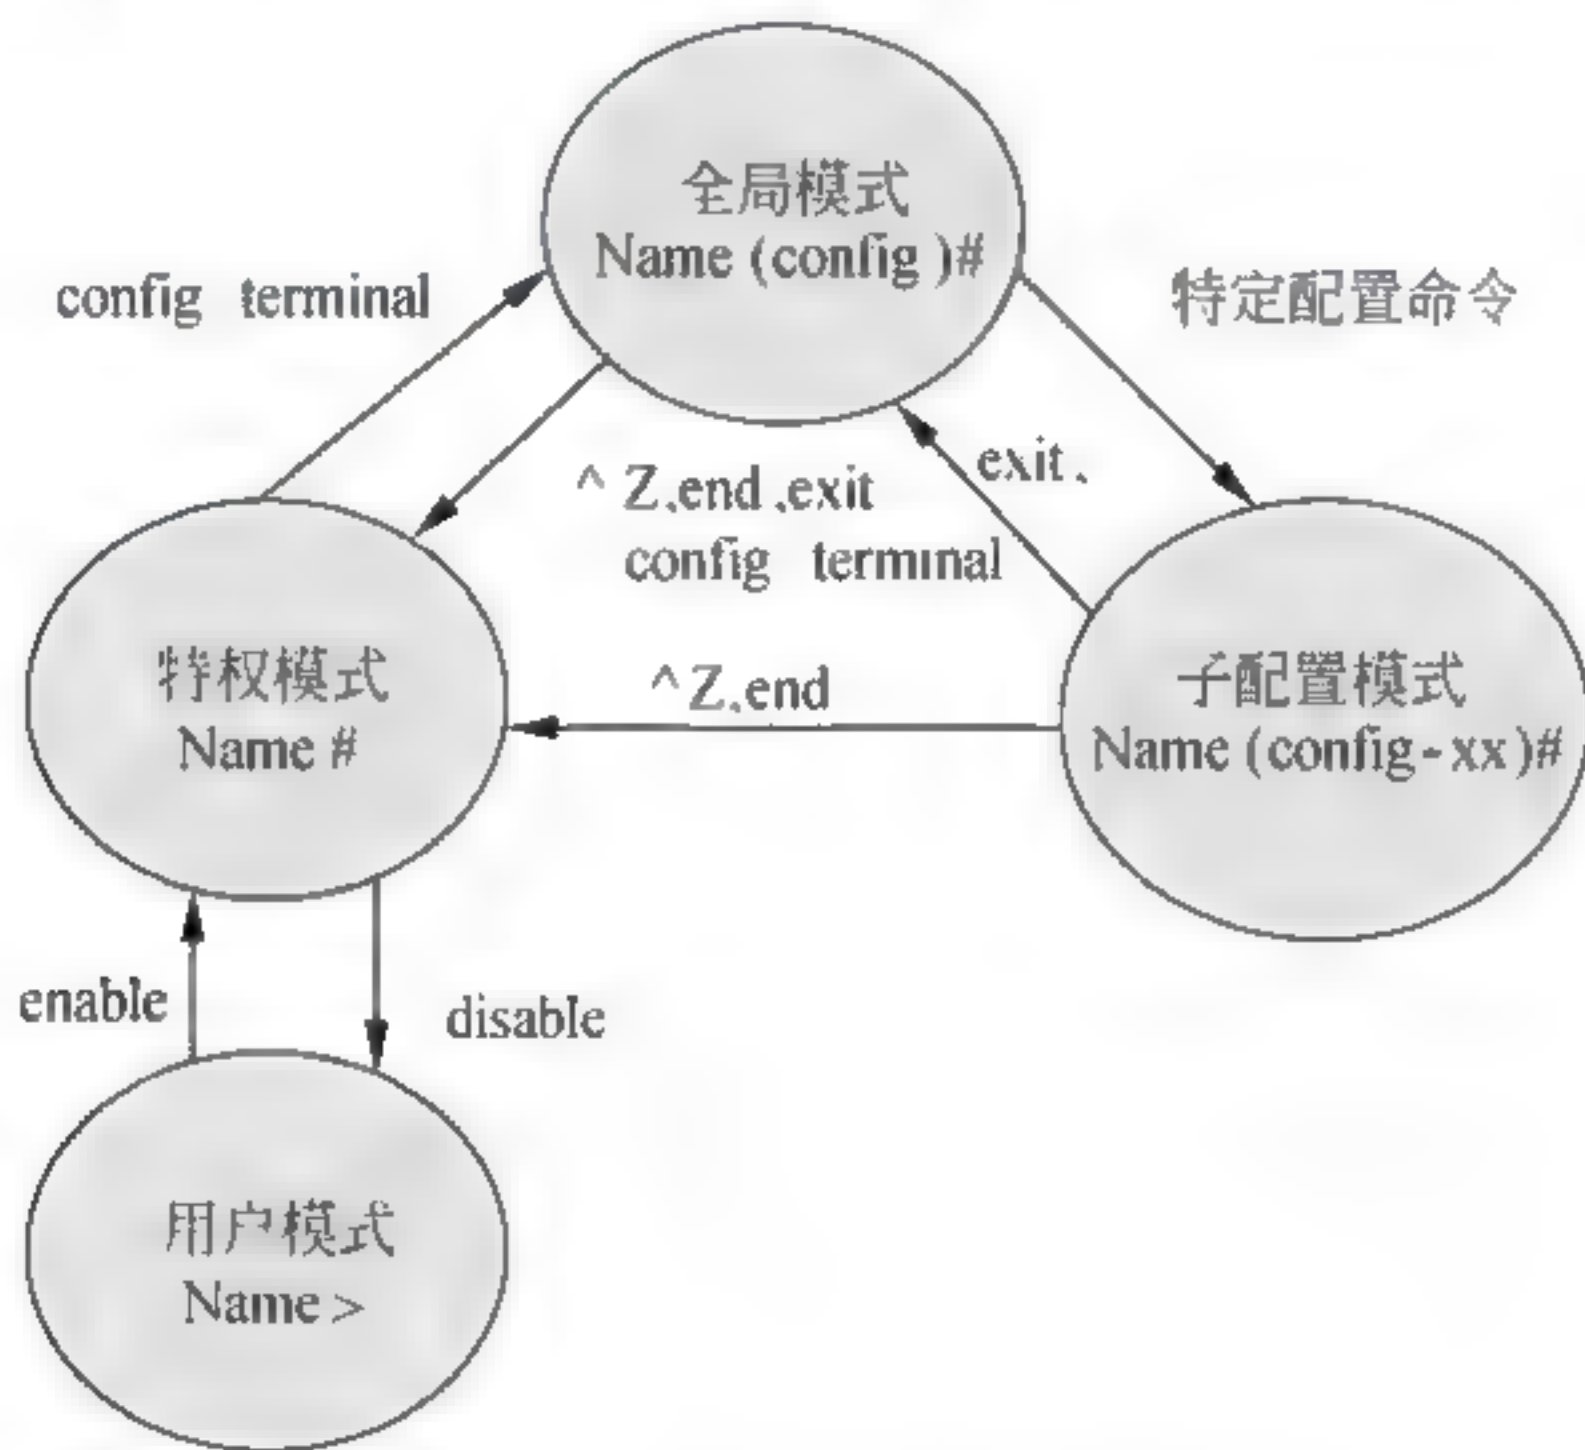 全局模式
Name (config )#
config terminal
特定配置命令
^ Z,end ,exit
exit、
config terminal
特权模式
Name #
^ Z,end
子配置模式
Name (config-xx)#
enable
disable
用户模式
Name >